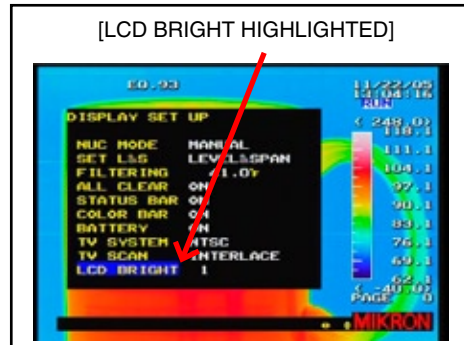 [LCD BRIGHT HIGHLIGHTED]
E0.93
11/22/05
13:04:16
RUN
DISPLAY SET UP
( 248.0)
118.1
NUC MODE MANUAL
111.1
SET L&S LEVEL&SPAN
FILTERING <1.0>
104.1
ALL CLEAR ON
97.1
STATUS BAR ON
90.1
COLOR BAR ON
BATTERY ON
83.1
TV SYSTEM NTSC
76.1
TV SCAN INTERLACE
69.1
LCD BRIGHT 1
62.1
( -40.0)
PAGE 0
MIKRON